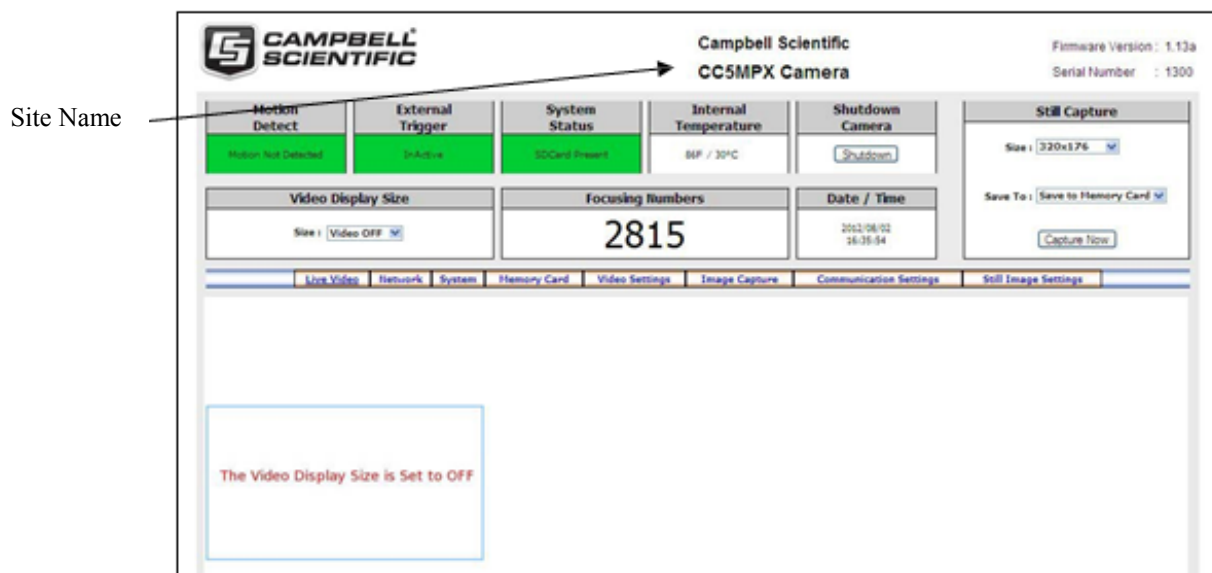 CAMPBELL
SCIENTIFIC
Campbell Scientific
CC5MPX Camera
Firmware Version : 1.13a
Serial Number : 1300
Site Name
Motion
Detect
Motion Not Detected
External
Trigger
InActive
System
Status
SDCard Present
Internal
Temperature
86F / 30°C
Shutdown
Camera
Shutdown
Still Capture
Size : 320x176
Save To : Save to Memory Card
Capture Now
Video Display Size
Size : Video OFF
Focusing Numbers
2815
Date / Time
2012/08/02
16:35:54
Live Video Network System Memory Card Video Settings Image Capture Communication Settings Still Image Settings
The Video Display Size is Set to OFF